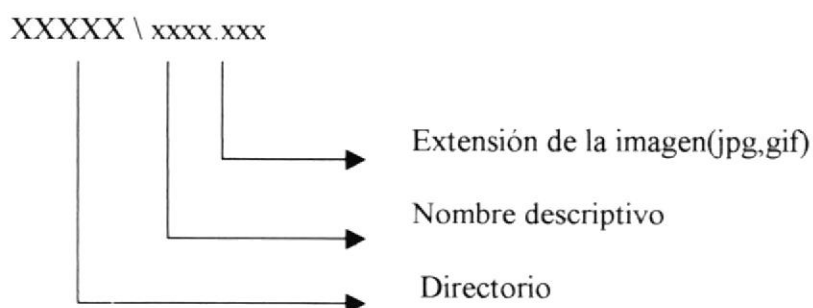 XXXXX \ xxxx.xxx
Extensión de la imagen(jpg,gif)
Nombre descriptivo
Directorio